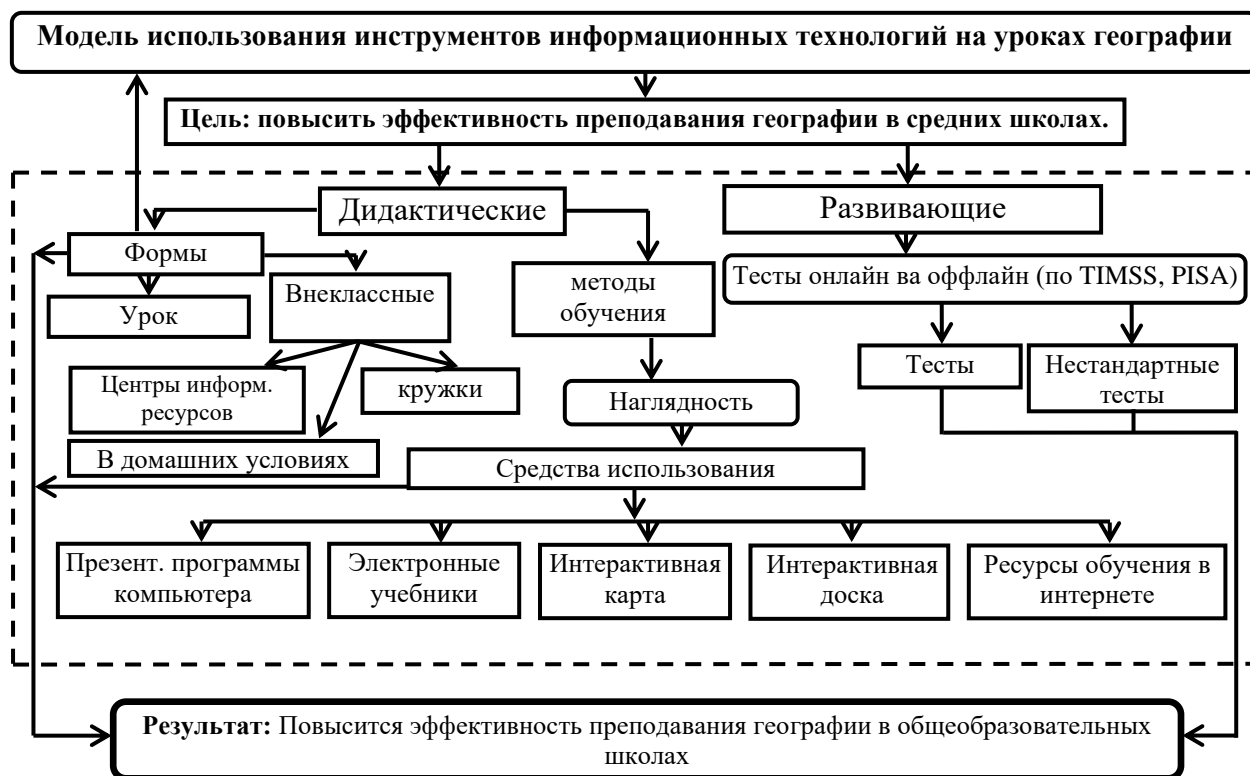 Модель использования инструментов информационных технологий на уроках географии
Цель: повысить эффективность преподавания географии в средних школах.
Дидактические
Развивающие
Формы
Урок
Внеклассные
методы
обучения
Тесты онлайн ва оффлайн (по TIMSS, PISA)
Тесты
Нестандартные
тесты
Центры информ.
ресурсов
кружки
В домашних условиях
Наглядность
Средства использования
Презент. программы
компьютера
Электронные
учебники
Интерактивная
карта
Интерактивная
доска
Ресурсы обучения в
интернете
Результат: Повысится эффективность преподавания географии в общеобразовательных
школах